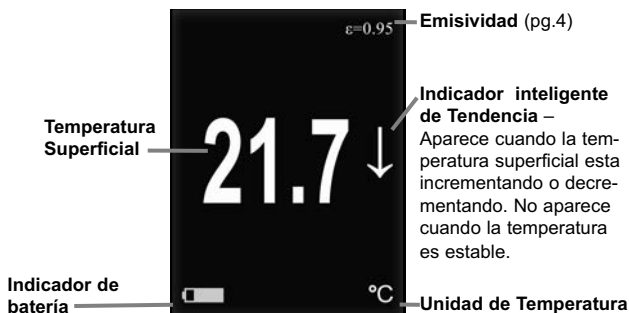 ε=0.95
Emisividad (pg.4)
Indicador inteligente
de Tendencia –
Aparece cuando la tem-
peratura superficial esta
incrementando o decre-
mentando. No aparece
cuando la temperatura
es estable.
Temperatura
Superficial
21.7 ↓
Indicador de
batería
°C
Unidad de Temperatura